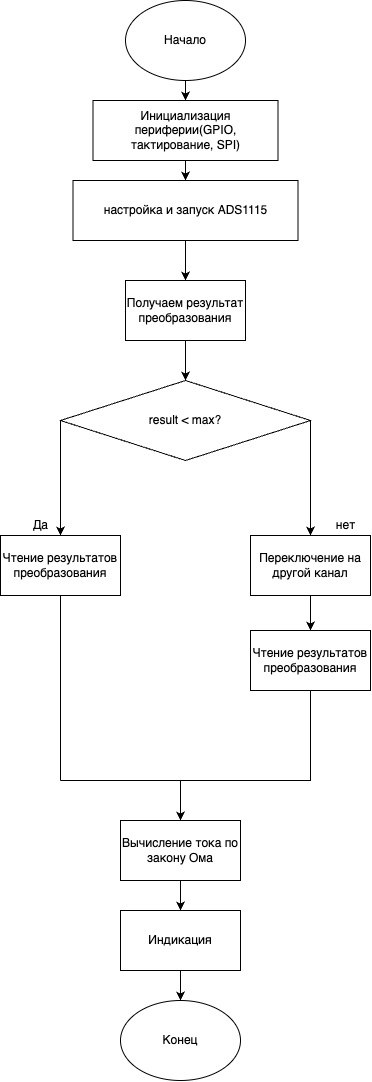 Начало
Инициализация
периферии(GPIO,
тактирование, SPI)
настройка и запуск ADS1115
Получаем результат
преобразования
result < max?
Да
нет
Чтение результатов
преобразования
Переключение на
другой канал
Чтение результатов
преобразования
Вычисление тока по
закону Ома
Индикация
Конец